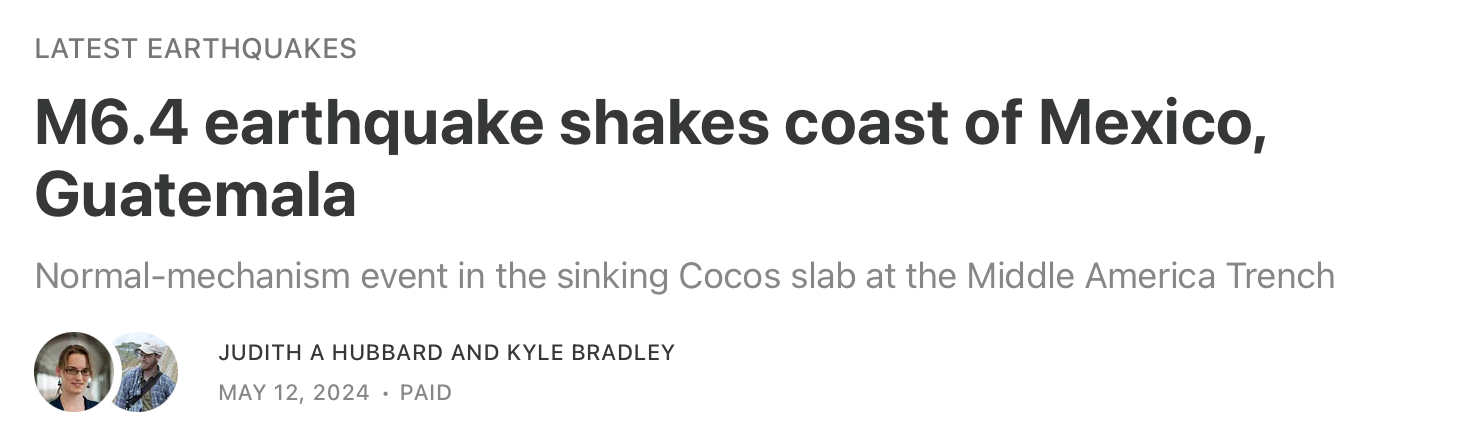 LATEST EARTHQUAKES
M6.4 earthquake shakes coast of Mexico,
Guatemala
Normal-mechanism event in the sinking Cocos slab at the Middle America Trench
JUDITH A HUBBARD AND KYLE BRADLEY
MAY 12, 2024 • PAID